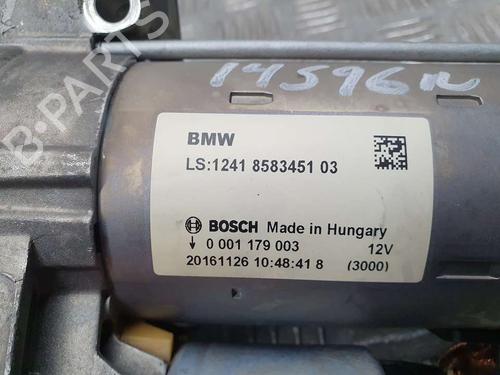 14596N
BMW
LS:1241 8583451 03
BOSCH Made in Hungary
0 001 179 003 12V
20161126 10:48:41 8 (3000)
B-PARTS